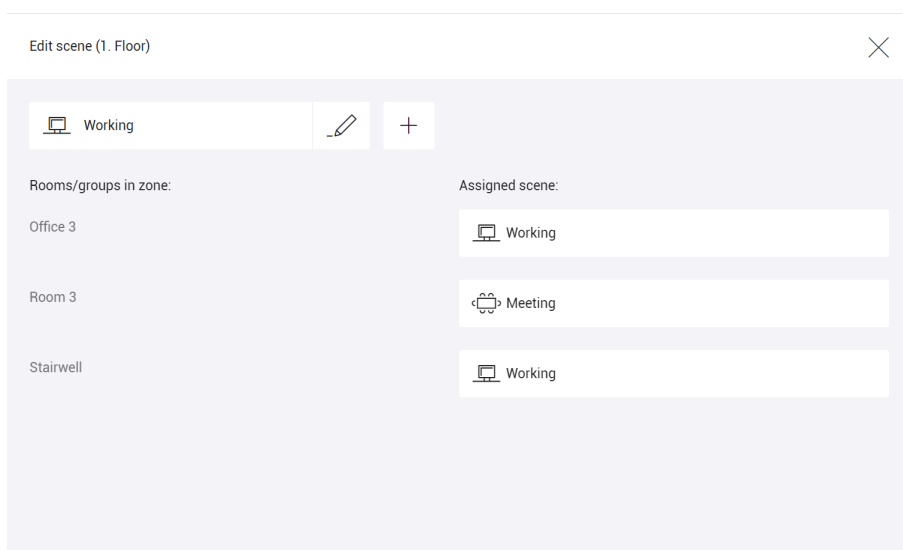 Edit scene (1. Floor)
Working
Rooms/groups in zone:
Assigned scene:
Office 3
Working
Room 3
Meeting
Stairwell
Working